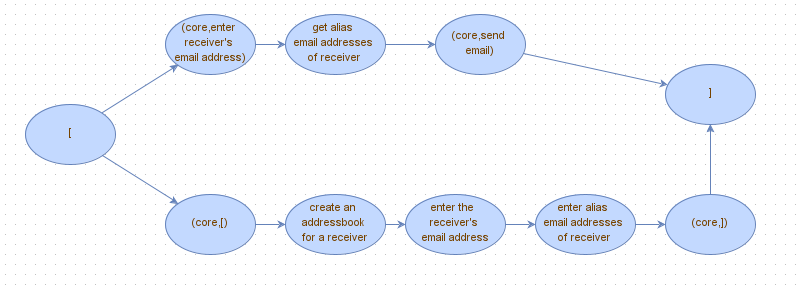 (core,enter
receiver's
email address)
get alias
email addresses
of receiver
(core,send
email)
]
[
(core,[)
create an
addressbook
for a receiver
enter the
receiver's
email address
enter alias
email addresses
of receiver
(core,])